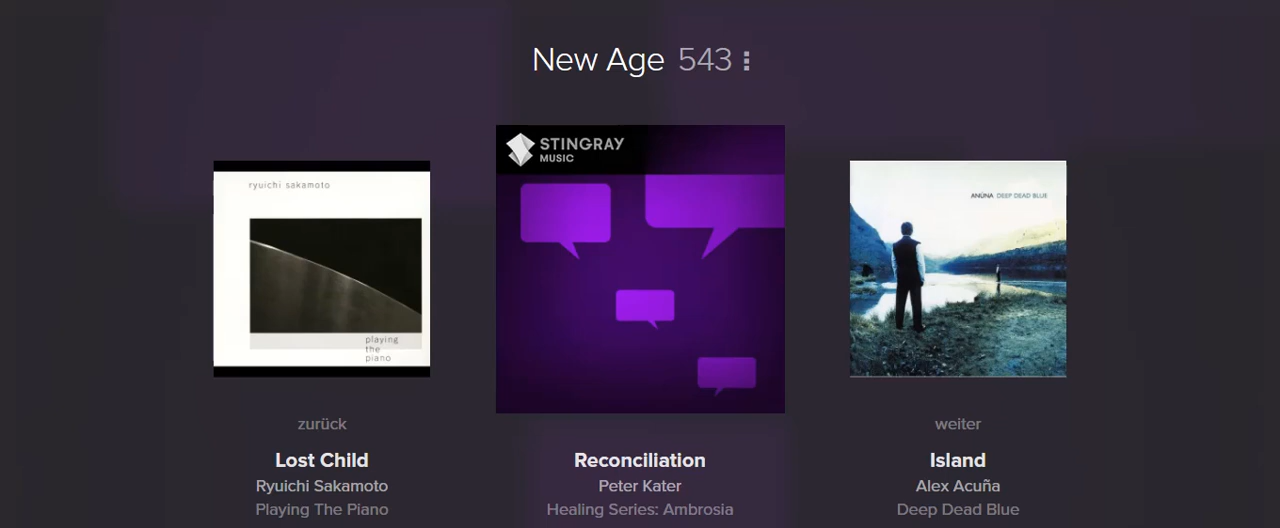 New Age 543
STINGRAY
MUSIC
ryuichi sakamoto
playing
the
piano
ANÚNA DEEP DEAD BLUE
zurück
weiter
Lost Child
Reconciliation
Island
Ryuichi Sakamoto
Peter Kater
Alex Acuña
Playing The Piano
Healing Series: Ambrosia
Deep Dead Blue